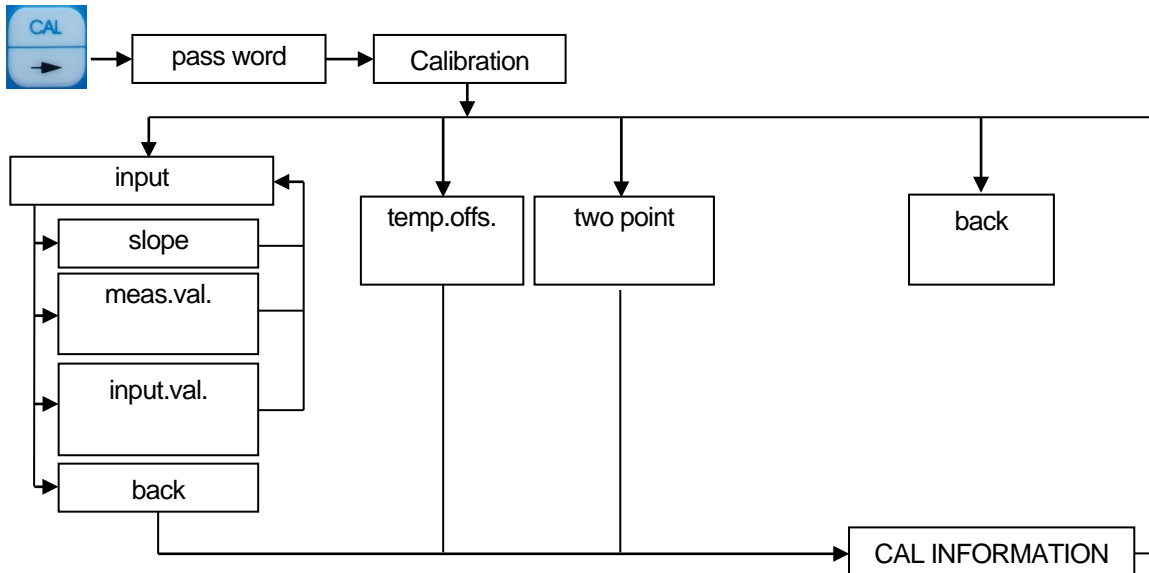 CAL
pass word
Calibration
input
temp.offs.
two point
back
slope
meas.val.
input.val.
back
CAL INFORMATION